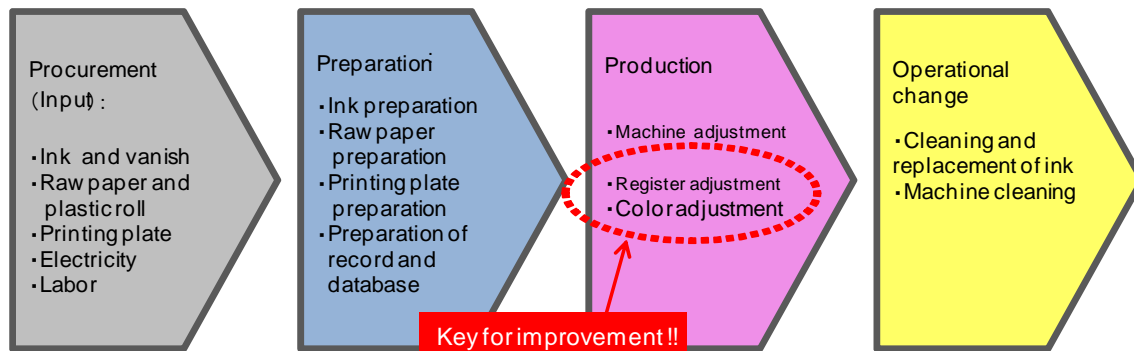 Procurement
(Input):
・Ink and vanish
・Raw paper and
plastic roll
・Printing plate
・Electricity
・Labor
Preparation:
・Ink preparation
・Raw paper
preparation
・Printing plate
preparation
・Preparation of
record and
database
Production
・Machine adjustment
・Register adjustment
・Color adjustment
Key for improvement!!
Operational
change
・Cleaning and
replacement of ink
・Machine cleaning